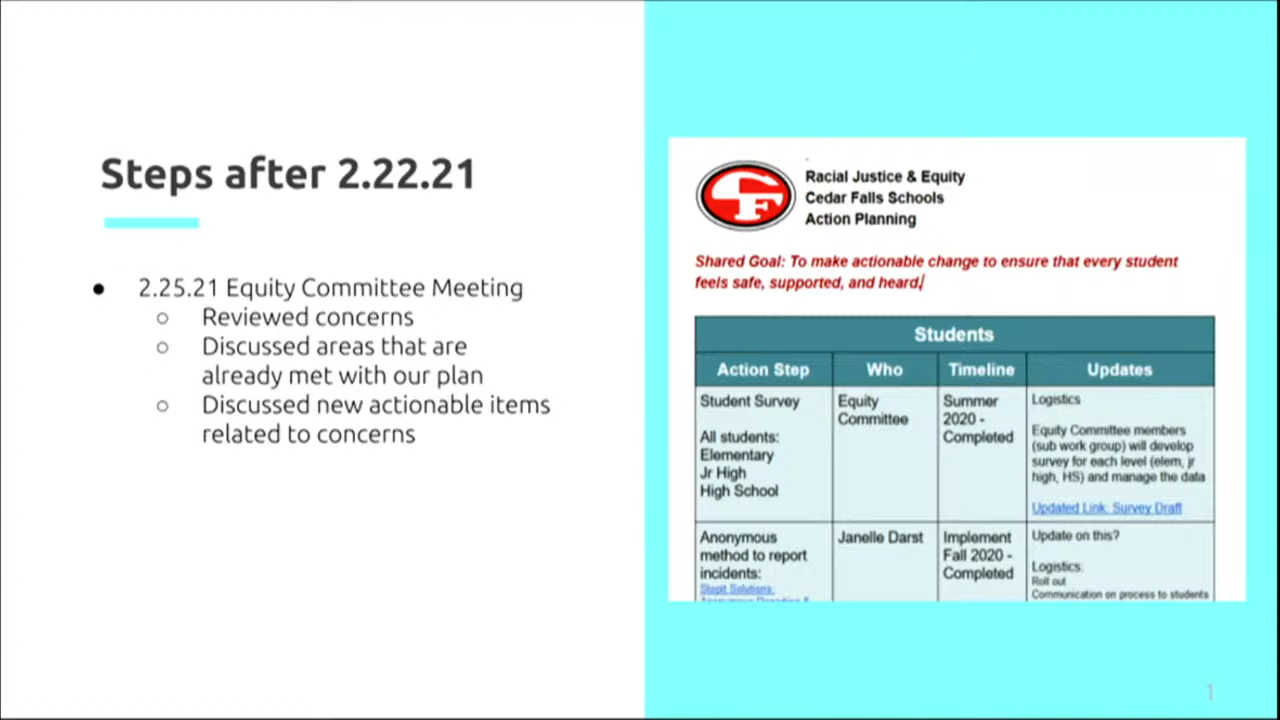 Steps after 2.22.21
● 2.25.21 Equity Committee Meeting
○ Reviewed concerns
○ Discussed areas that are
already met with our plan
○ Discussed new actionable items
related to concerns
CF
Racial Justice & Equity
Cedar Falls Schools
Action Planning
Shared Goal: To make actionable change to ensure that every student
feels safe, supported, and heard.
Students
Action Step Who Timeline Updates
Student Survey
All students:
Elementary
Jr High
High School
Equity
Committee
Summer
2020 -
Completed
Logistics
Equity Committee members
(sub work group) will develop
survey for each level (elem, jr
high, HS) and manage the data
Updated Link: Survey Draft
Anonymous
method to report
incidents:
Stopit Solutions:
Janelle Darst
Implement
Fall 2020 -
Completed
Update on this?
Logistics:
Roll out
Communication on process to students
1